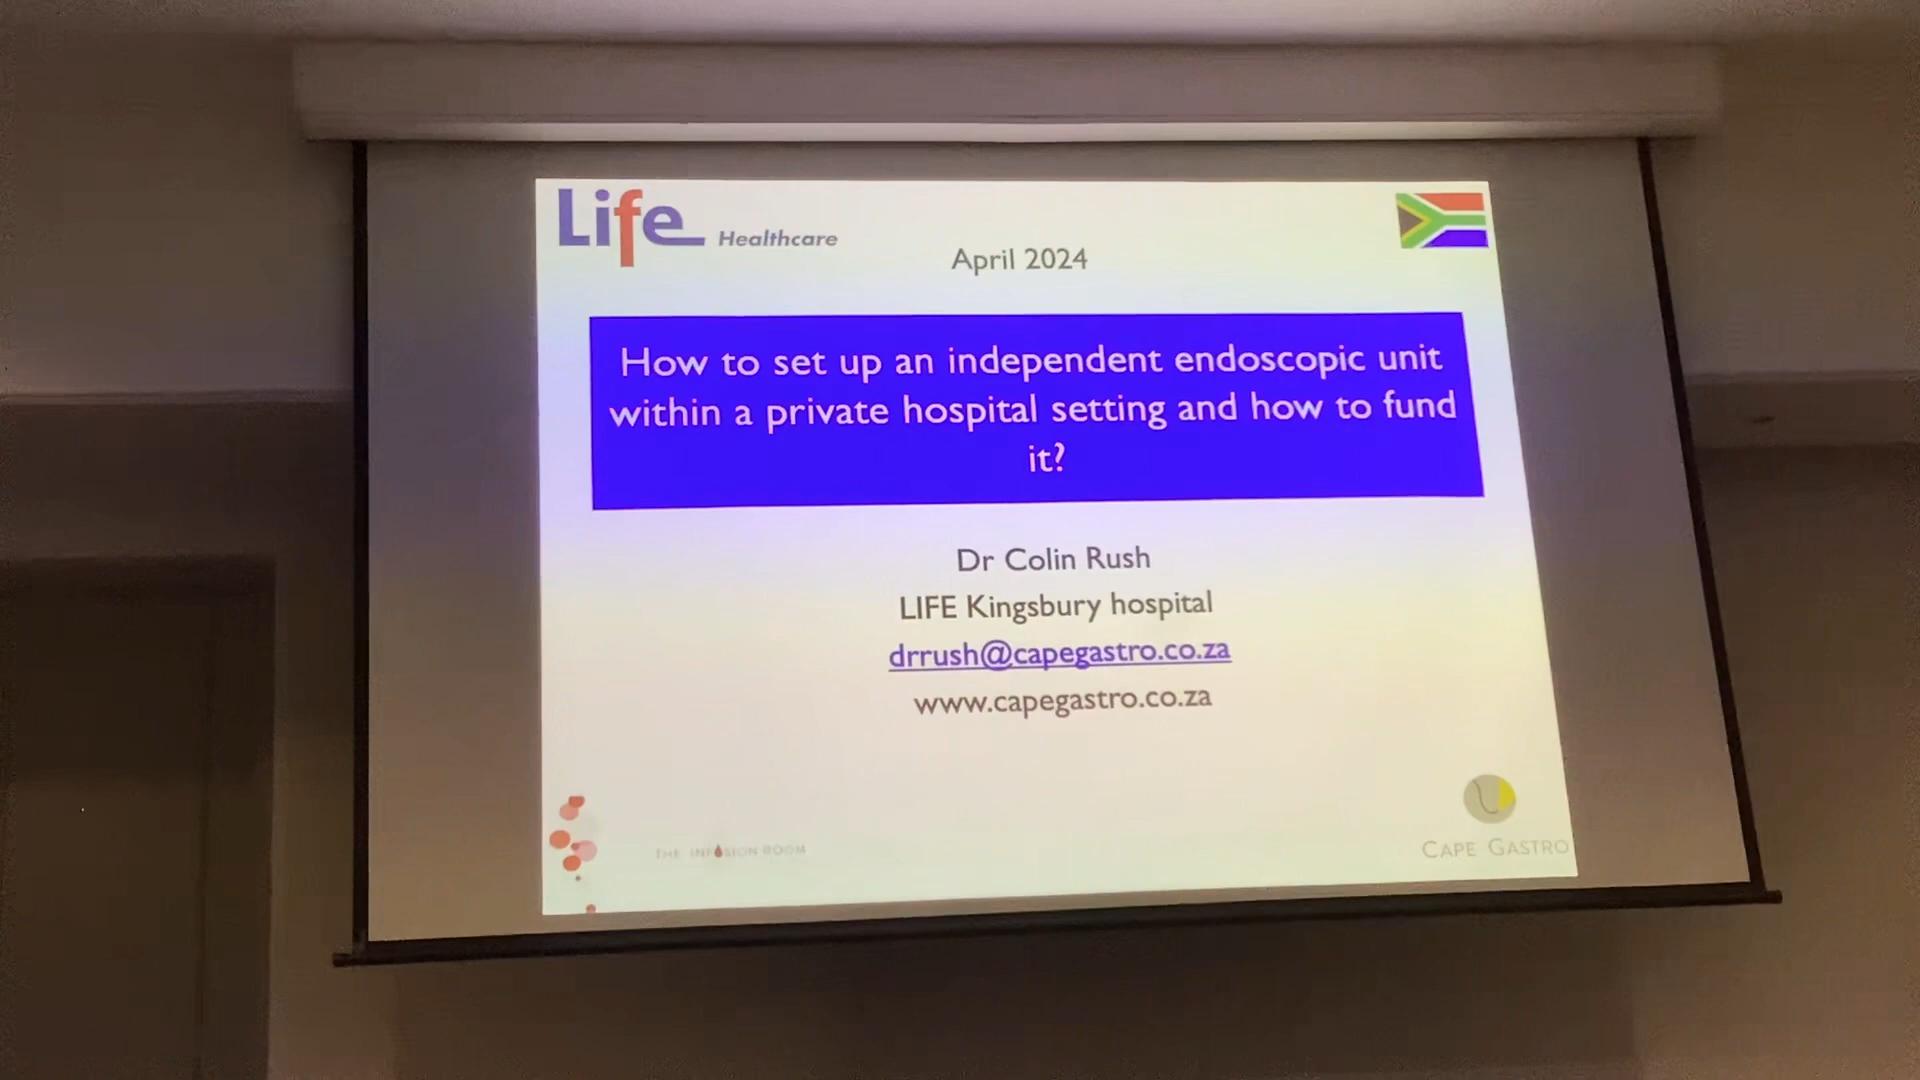 Life Healthcare
April 2024
How to set up an independent endoscopic unit
within a private hospital setting and how to fund
it?
Dr Colin Rush
LIFE Kingsbury hospital
drrush@capegastro.co.za
www.capegastro.co.za
THE INFUSION ROOM
CAPE GASTRO